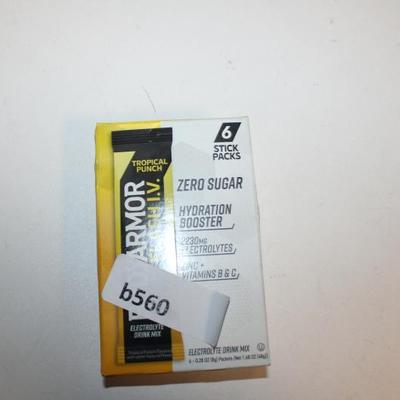 6
STICK
PACKS
TROPICAL
PUNCH
ARMOR
I.V.
ZERO SUGAR
HYDRATION
BOOSTER
2230MG
ELECTROLYTES
ZINC +
VITAMINS B & C
b560
ELECTROLYTE
DRINK MIX
ELECTROLYTE DRINK MIX